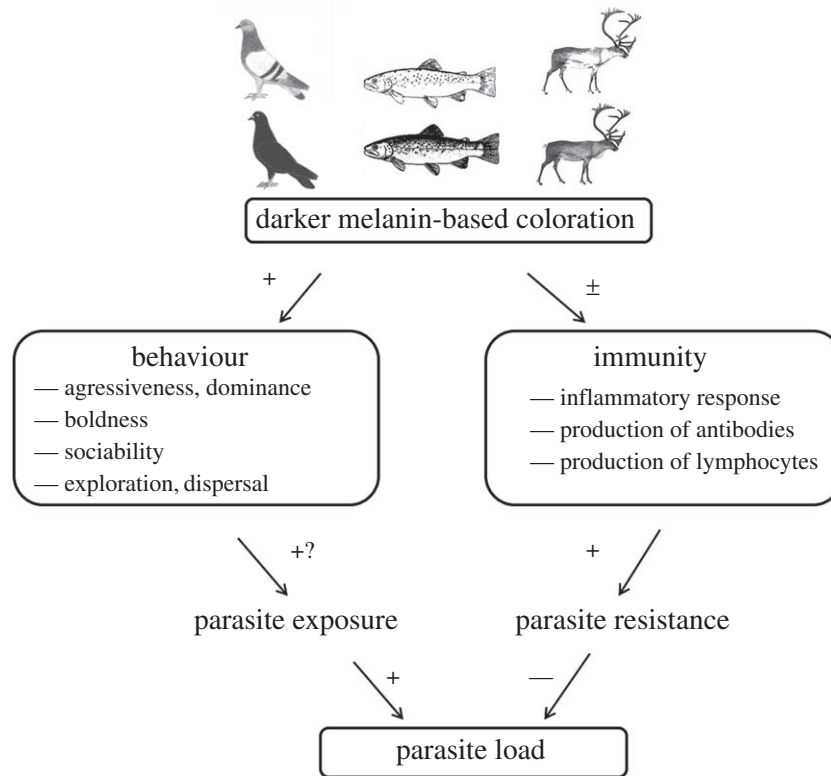 darker melanin-based coloration
+
±
behaviour
— agressiveness, dominance
— boldness
— sociability
— exploration, dispersal
immunity
— inflammatory response
— production of antibodies
— production of lymphocytes
+?
+
parasite exposure
parasite resistance
+
—
parasite load